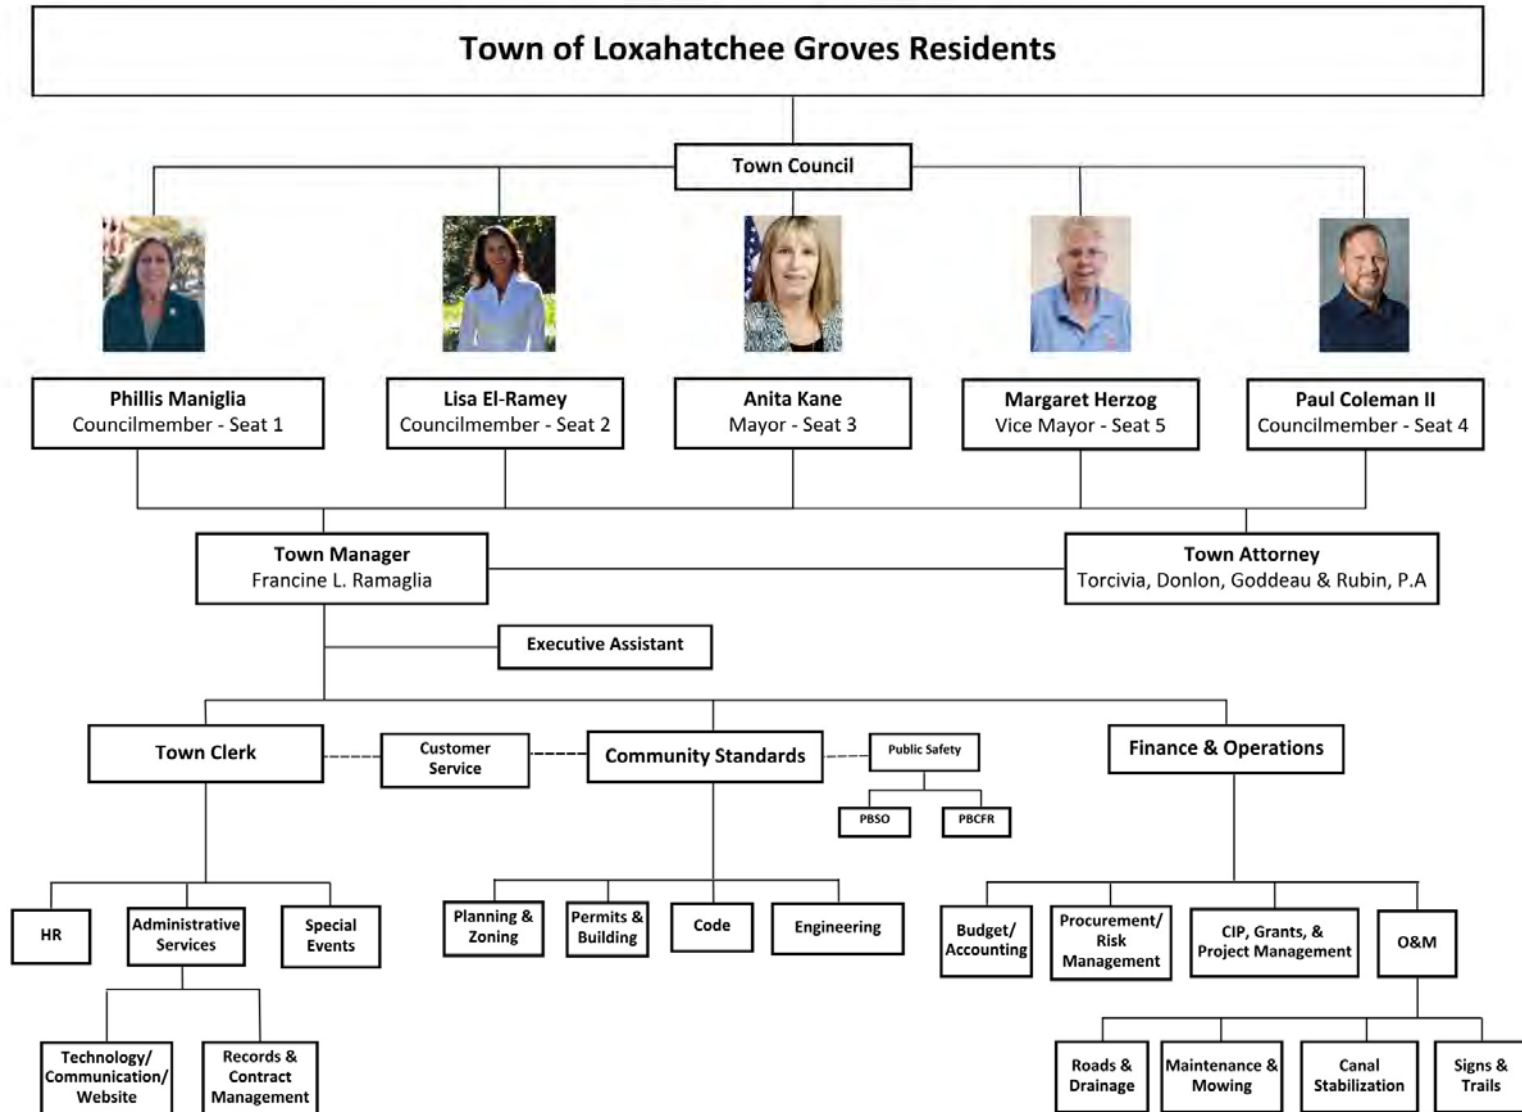 Town of Loxahatchee Groves Residents
Town Council
Phillis Maniglia
Councilmember - Seat 1
Lisa El-Ramey
Councilmember - Seat 2
Anita Kane
Mayor - Seat 3
Margaret Herzog
Vice Mayor - Seat 5
Paul Coleman II
Councilmember - Seat 4
Town Manager
Francine L. Ramaglia
Town Attorney
Torcivia, Donlon, Goddeau & Rubin, P.A
Executive Assistant
Town Clerk
Customer
Service
Community Standards
Public Safety
PBSO
PBCFR
Finance & Operations
HR
Administrative
Services
Special
Events
Planning &
Zoning
Permits &
Building
Code
Engineering
Budget/
Accounting
Procurement/
Risk
Management
CIP, Grants, &
Project Management
O&M
Technology/
Communication/
Website
Records &
Contract
Management
Roads &
Drainage
Maintenance &
Mowing
Canal
Stabilization
Signs &
Trails